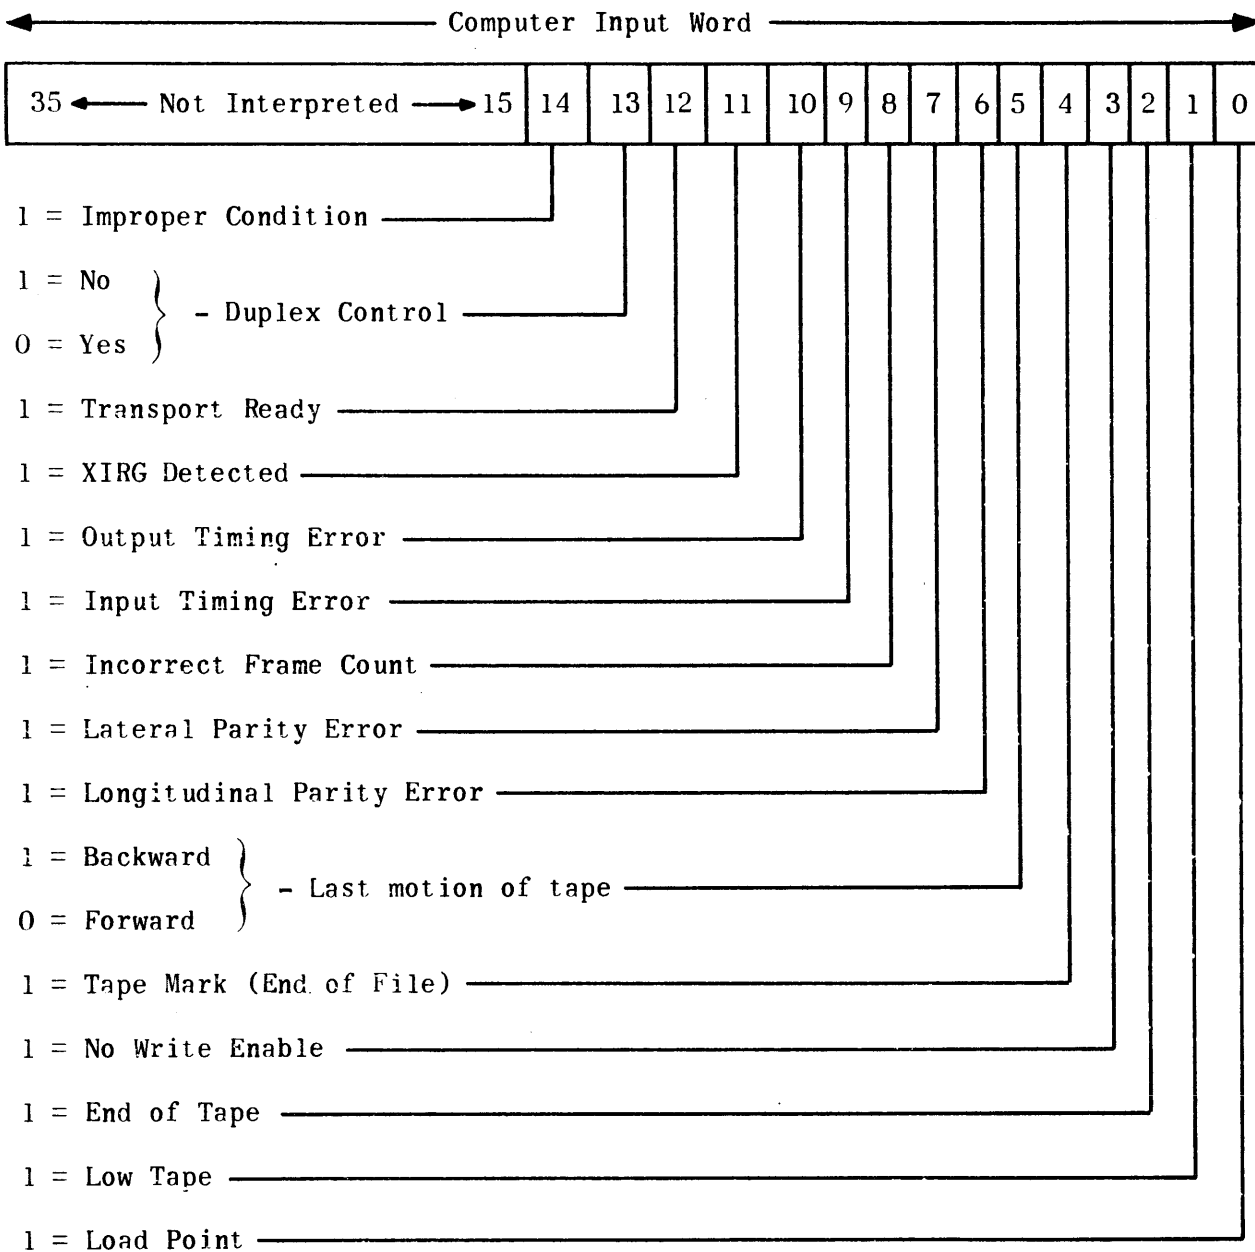 Computer Input Word
35 Not Interpreted 15 14 13 12 11 10 9 8 7 6 5 4 3 2 1 0
1 = Improper Condition
1 = No
- Duplex Control
0 = Yes
1 = Transport Ready
1 = XIRG Detected
1 = Output Timing Error
1 = Input Timing Error
1 = Incorrect Frame Count
1 = Lateral Parity Error
1 = Longitudinal Parity Error
1 = Backward
- Last motion of tape
0 = Forward
1 = Tape Mark (End of File)
1 = No Write Enable
1 = End of Tape
1 = Low Tape
1 = Load Point